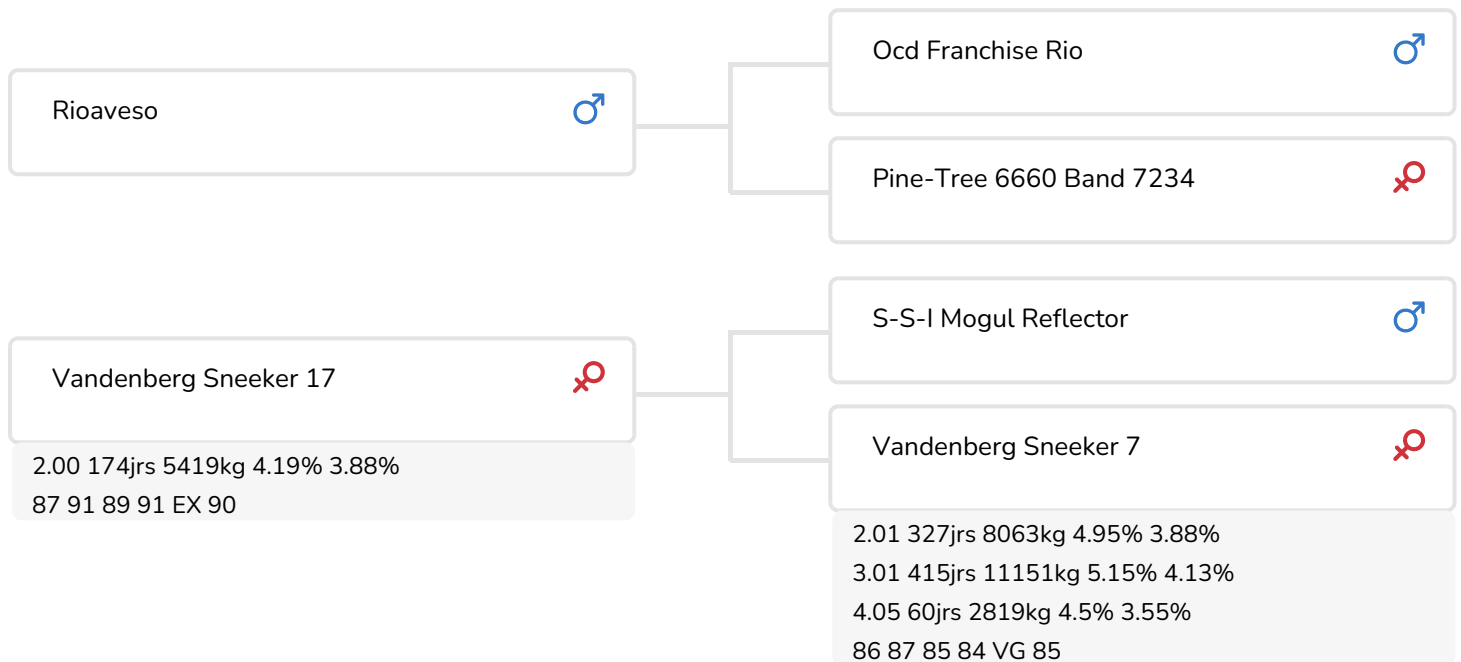 Rioaveso
Ocd Franchise Rio
Pine-Tree 6660 Band 7234
Vandenberg Sneeker 17
2.00 174jrs 5419kg 4.19% 3.88%
87 91 89 91 EX 90
S-S-I Mogul Reflector
Vandenberg Sneeker 7
2.01 327jrs 8063kg 4.95% 3.88%
3.01 415jrs 11151kg 5.15% 4.13%
4.05 60jrs 2819kg 4.5% 3.55%
86 87 85 84 VG 85